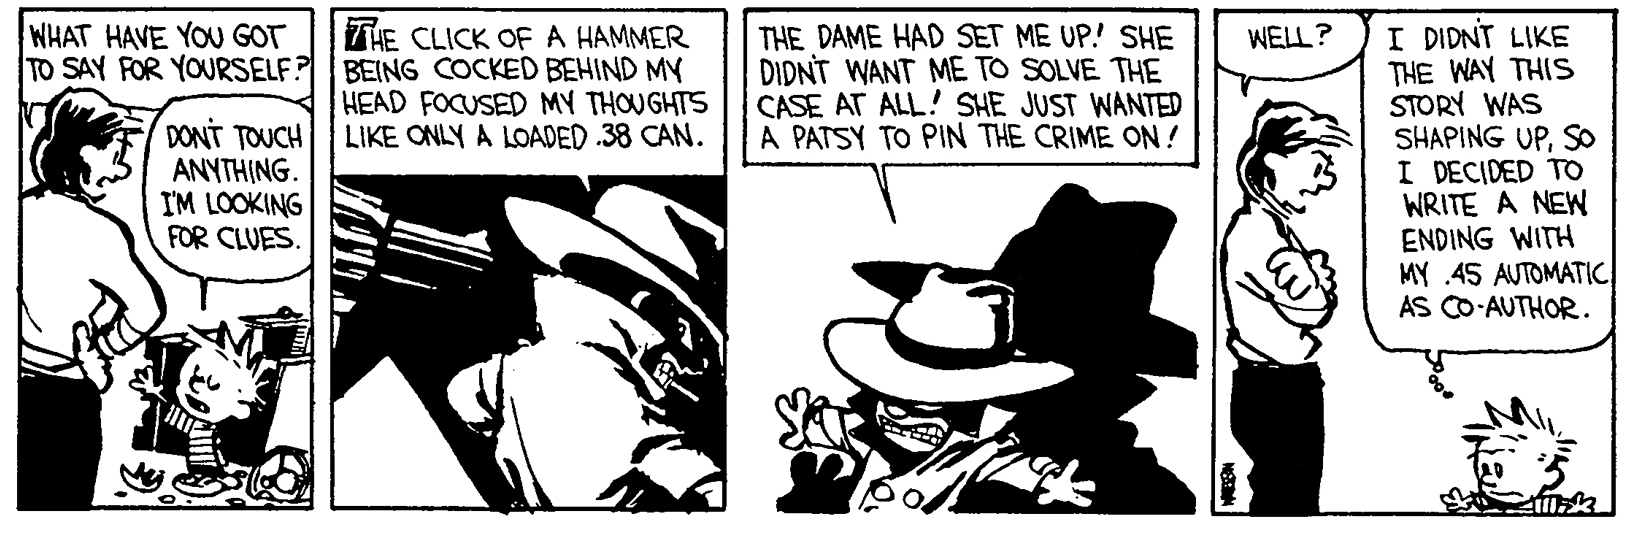 WHAT HAVE YOU GOT
TO SAY FOR YOURSELF?
DON'T TOUCH
ANYTHING.
I'M LOOKING
FOR CLUES.
THE CLICK OF A HAMMER
BEING COCKED BEHIND MY
HEAD FOCUSED MY THOUGHTS
LIKE ONLY A LOADED .38 CAN.
THE DAME HAD SET ME UP! SHE
DIDN'T WANT ME TO SOLVE THE
CASE AT ALL! SHE JUST WANTED
A PATSY TO PIN THE CRIME ON!
WELL?
I DIDN'T LIKE
THE WAY THIS
STORY WAS
SHAPING UP, SO
I DECIDED TO
WRITE A NEW
ENDING WITH
MY .45 AUTOMATIC
AS CO-AUTHOR.